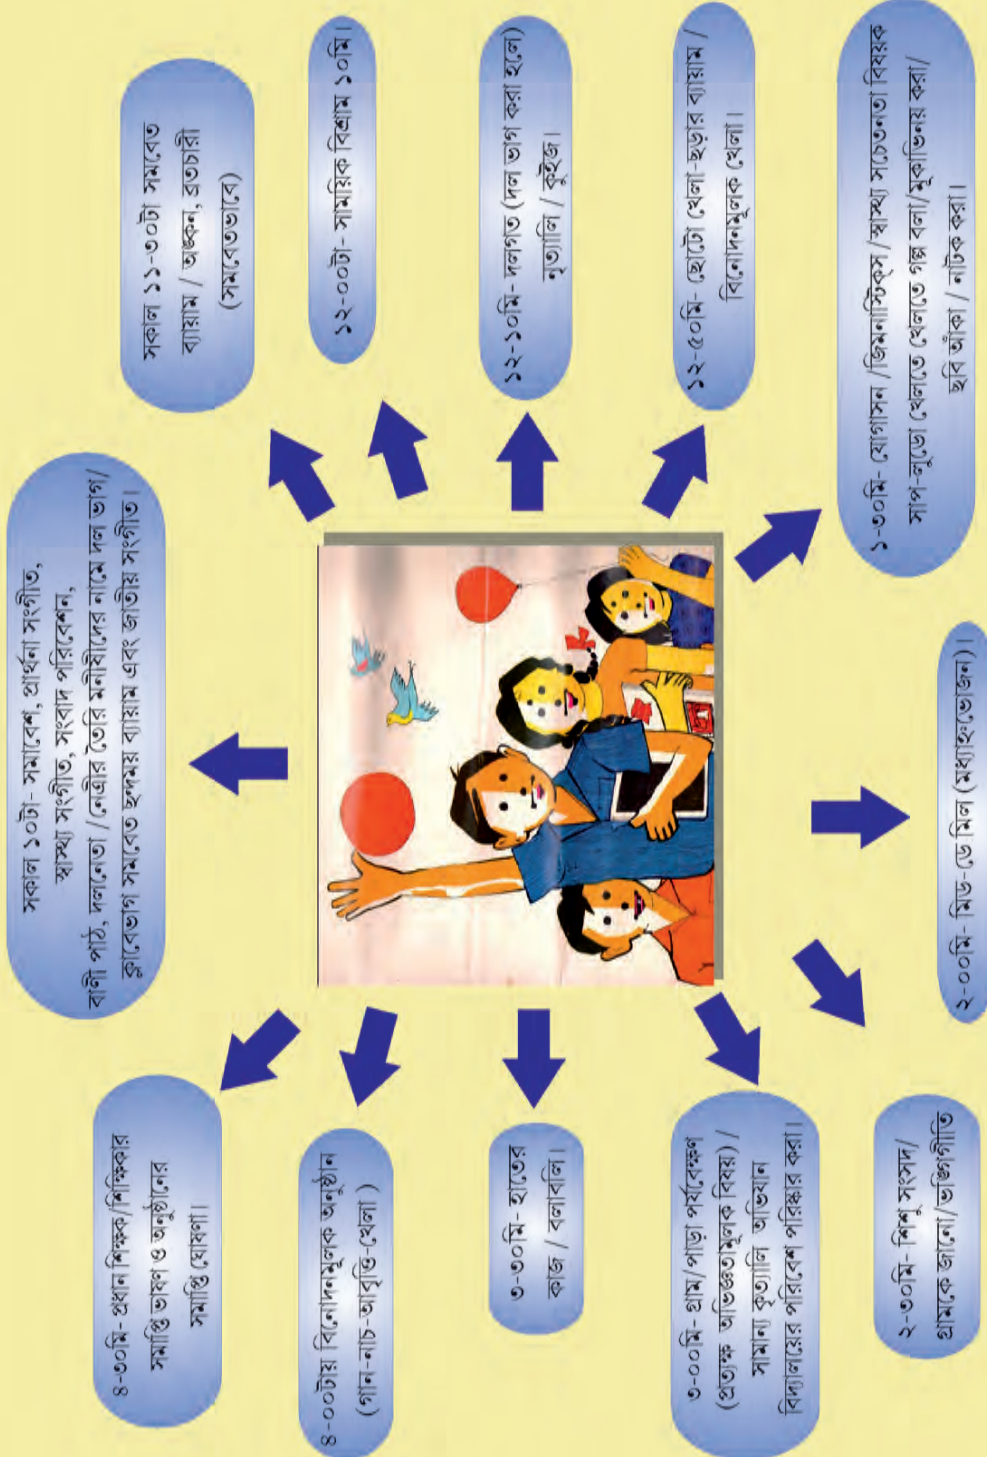 সকাল ১০টা- সমাবেশ, প্রার্থনা সংগীত,
স্বাস্থ্য সংগীত, সংবাদ পরিবেশন,
বাণী পাঠ, দলনেতা / নেত্রীর তৈরি মনীষীদের নামে দল ভাগ/
ক্লাবেভাগ সমবেত ছন্দময় ব্যায়াম এবং জাতীয় সংগীত।
সকাল ১১-৩০টা সমবেত
ব্যায়াম / অঙ্কন, ব্রতচারী
(সমবেতভাবে)
১২-০০টা- সাময়িক বিশ্রাম ১০মি।
১২-১০মি- দলগত (দল ভাগ করা হলে)
নৃত্যালি / কুইজ।
১২-৫০মি- ছোটো খেলা-ছড়ার ব্যায়াম /
বিনোদনমূলক খেলা।
১-৩০মি- যোগাসন /জিমনাস্টিক্স /স্বাস্থ্য সচেতনতা বিষয়ক
সাপ-লুডো খেলতে খেলতে গল্প বলা/মূকাভিনয় করা/
ছবি আঁকা / নাটক করা।
২-০০মি- মিড-ডে মিল (মধ্যাহ্নভোজন)।
২-৩০মি- শিশু সংসদ/
গ্রামকে জানো/ভঙ্গিগীতি
৩-০০মি- গ্রাম/পাড়া পর্যবেক্ষণ
(প্রত্যক্ষ অভিজ্ঞতামূলক বিষয়) /
সামান্য কৃত্যালি অভিযান
বিদ্যালয়ের পরিবেশ পরিষ্কার করা।
৩-৩০মি- হাতের
কাজ / বলাবলি।
৪-০০টায় বিনোদনমূলক অনুষ্ঠান
(গান-নাচ-আবৃত্তি-খেলা )
৪-৩০মি- প্রধান শিক্ষক/শিক্ষিকার
সমাপ্তি ভাষণ ও অনুষ্ঠানের
সমাপ্তি ঘোষণা।